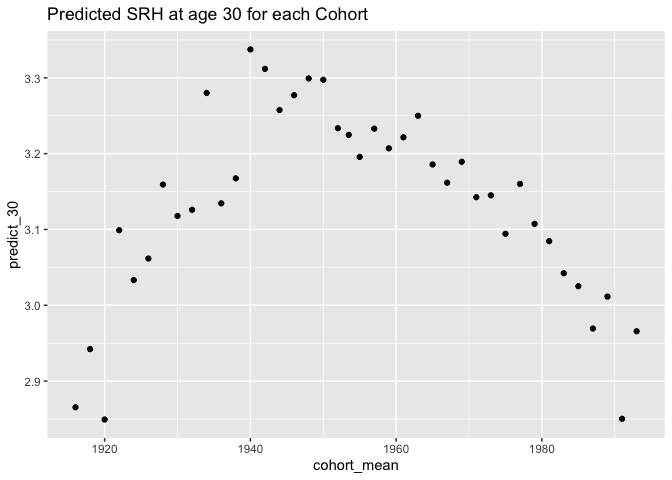 Predicted SRH at age 30 for each Cohort
3.3
3.2
3.1
3.0
2.9
predict_30
1920 1940 1960 1980
cohort_mean